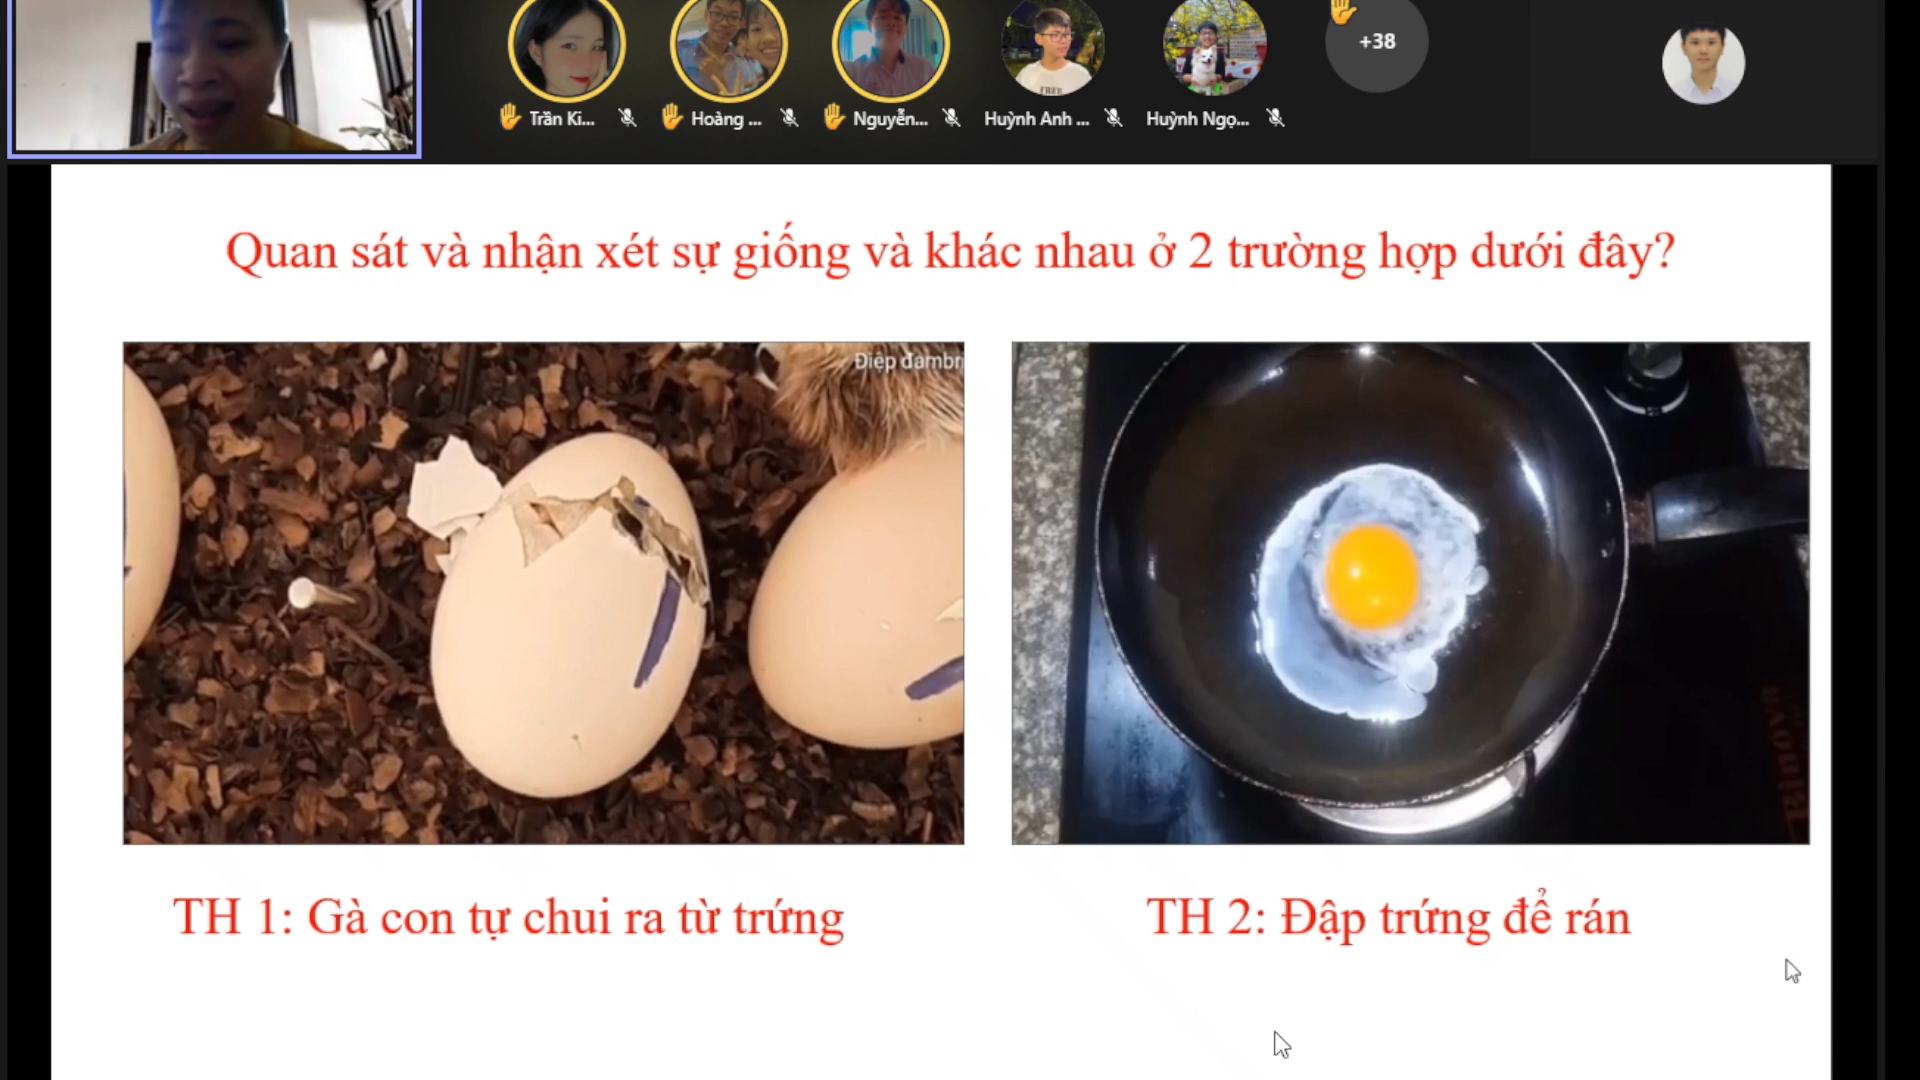 +38
Trần Ki...
Hoàng ...
Nguyễn...
Huỳnh Anh ...
Huỳnh Ngọ...
Quan sát và nhận xét sự giống và khác nhau ở 2 trường hợp dưới đây?
Điệp đambri
TH 1: Gà con tự chui ra từ trứng
TH 2: Đập trứng để rán